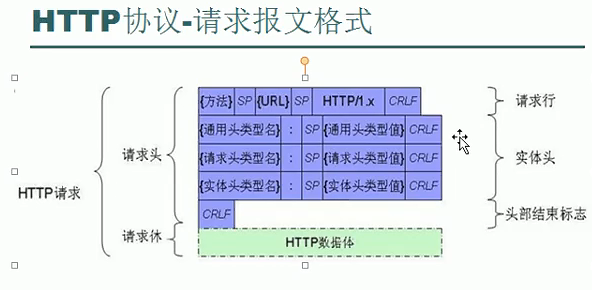 HTTP协议-请求报文格式
{方法} SP {URL} SP HTTP/1.x CRLF 请求行
{通用头类型名} : SP {通用头类型值} CRLF
请求头 {请求头类型名} : SP {请求头类型值} CRLF 实体头
HTTP请求 {实体头类型名} : SP {实体头类型值} CRLF
CRLF 头部结束标志
请求休 HTTP数据体